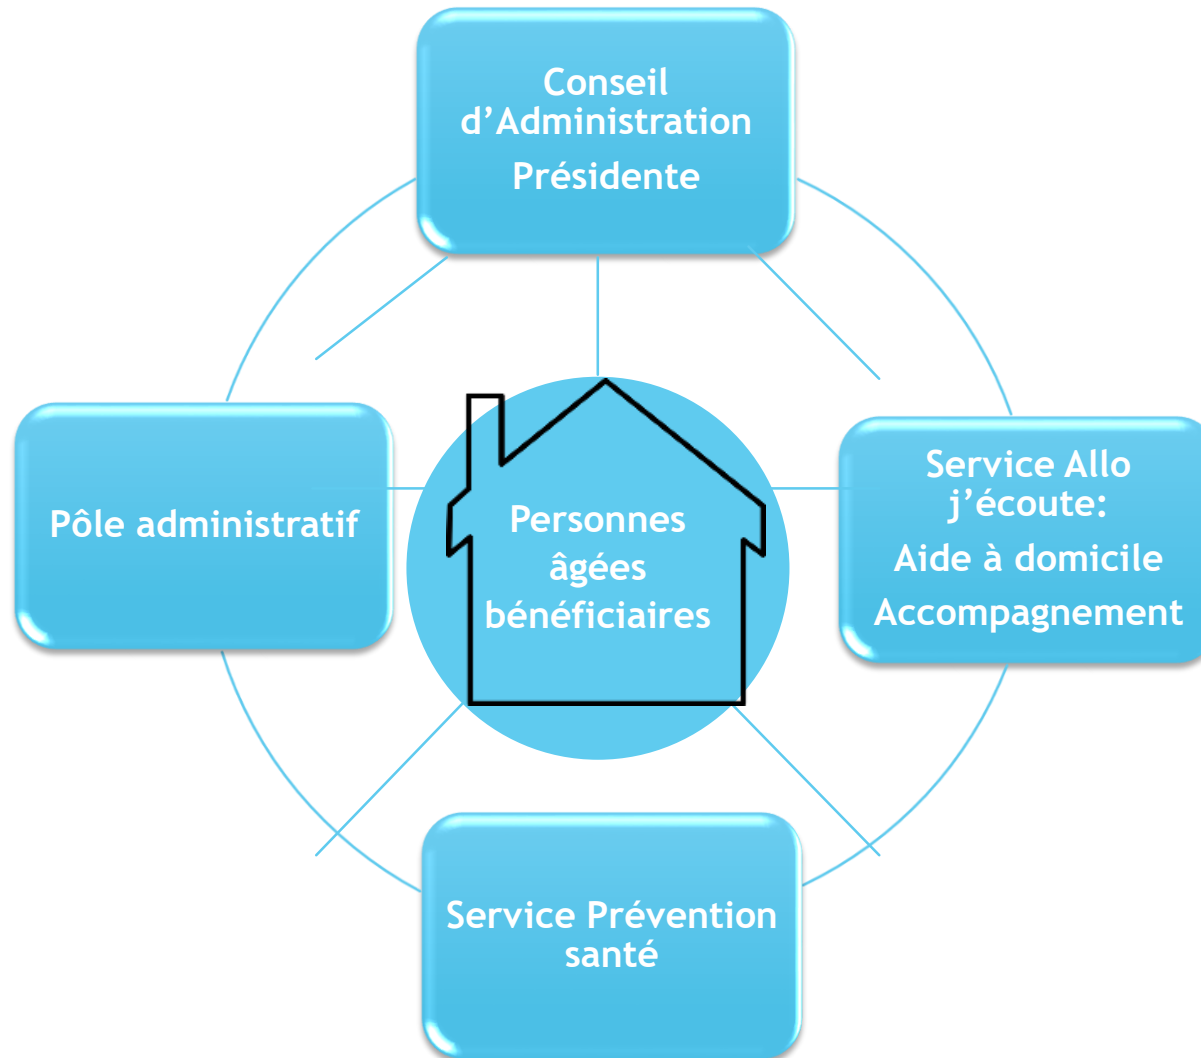 Conseil
d’Administration
Présidente
Pôle administratif
Personnes
âgées
bénéficiaires
Service Allo
j’écoute:
Aide à domicile
Accompagnement
Service Prévention
santé